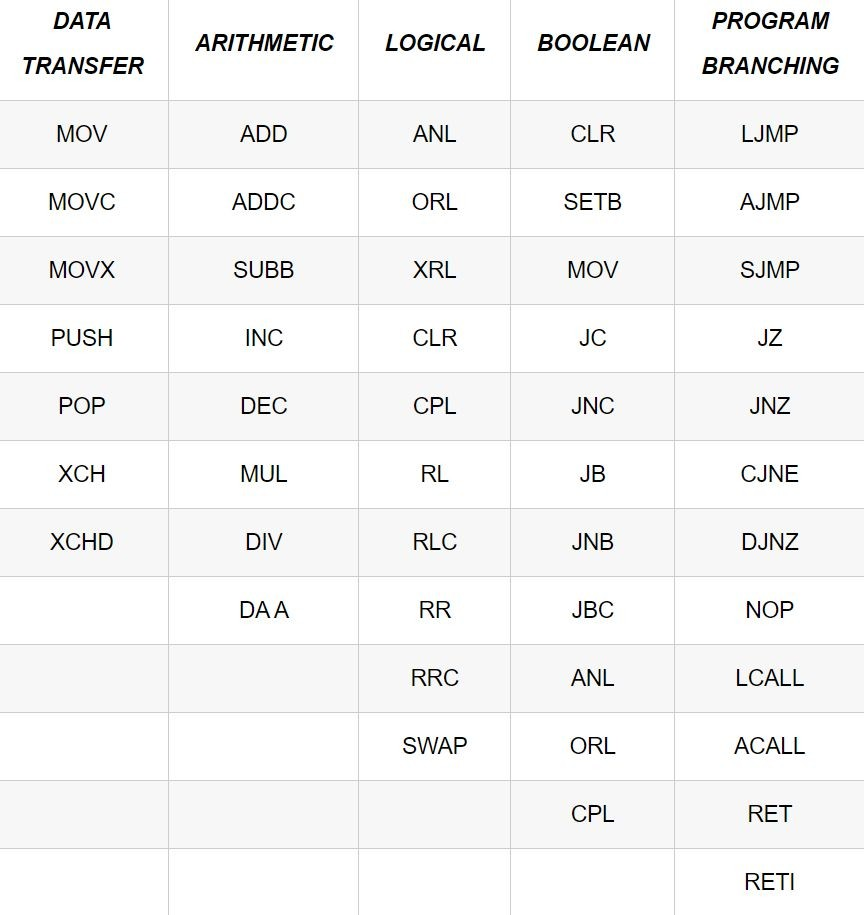 DATA TRANSFER ARITHMETIC LOGICAL BOOLEAN PROGRAM BRANCHING
MOV ADD ANL CLR LJMP
MOVC ADDC ORL SETB AJMP
MOVX SUBB XRL MOV SJMP
PUSH INC CLR JC JZ
POP DEC CPL JNC JNZ
XCH MUL RL JB CJNE
XCHD DIV RLC JNB DJNZ
DA A RR JBC NOP
RRC ANL LCALL
SWAP ORL ACALL
CPL RET
RETI